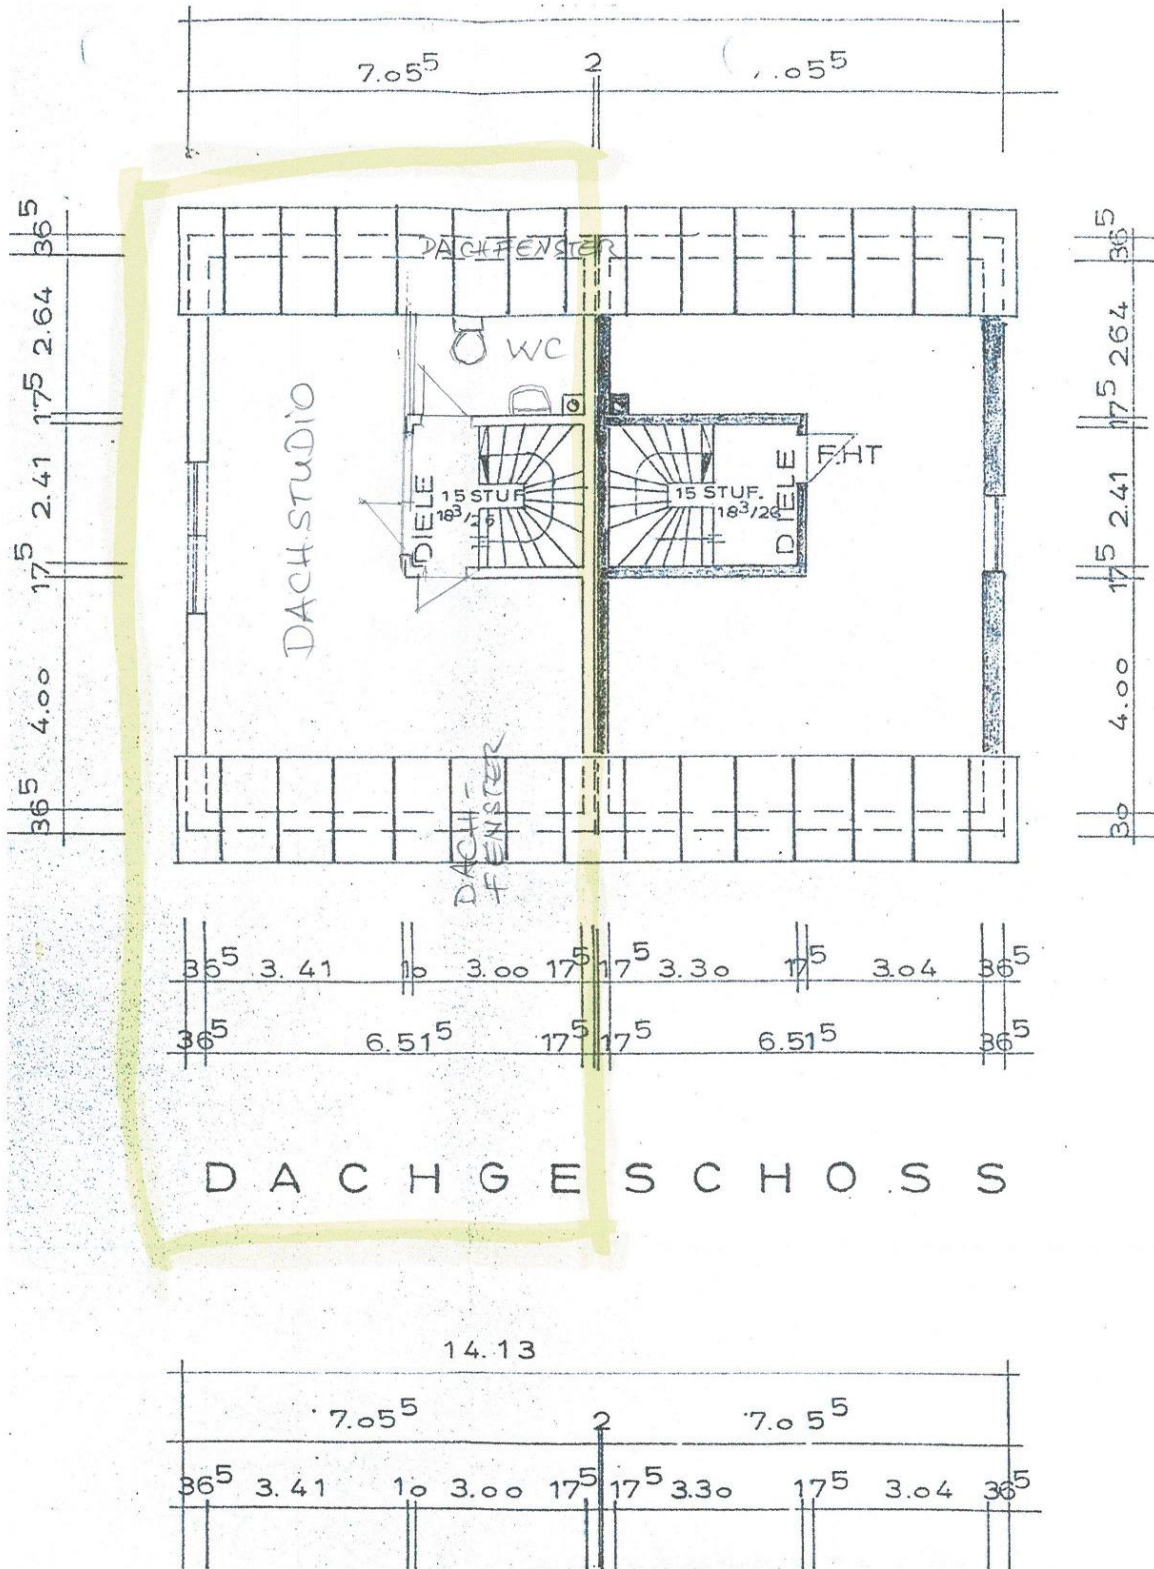 7.05⁵ 2 .05⁵
36⁵ 2.64 17⁵ 2.41 17⁵ 4.00 36⁵
36⁵ 264 17⁵ 2.41 17⁵ 4.00 30
DACHFENSTER
WC
DACHSTUDIO
DIELE
15 STUF
18³/26
15 STUF.
18³/26
DIELE
F.HT
DACH-
FENSTER
36⁵ 3.41 10 3.00 17⁵ 17⁵ 3.30 17⁵ 3.04 36⁵
36⁵ 6.51⁵ 17⁵ 17⁵ 6.51⁵ 36⁵
DACHGESCHOSS
14.13
7.05⁵ 2 7.05⁵
36⁵ 3.41 10 3.00 17⁵ 17⁵ 3.30 17⁵ 3.04 36⁵